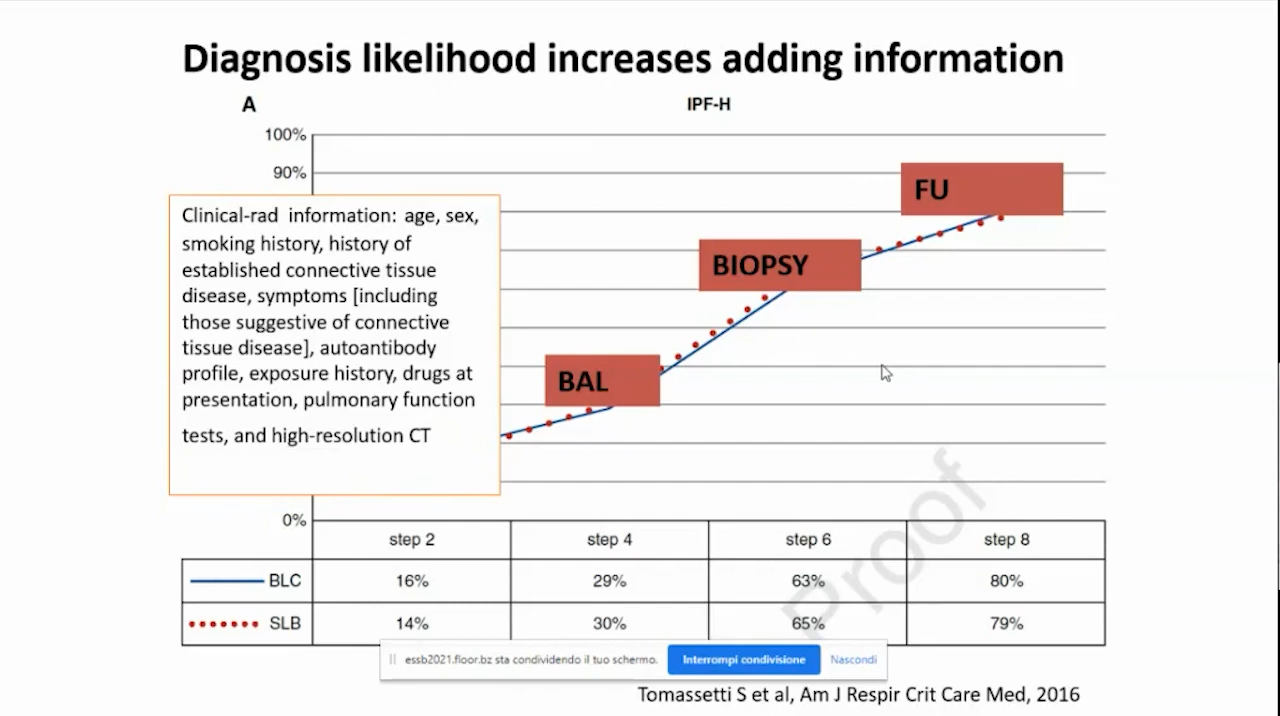 Diagnosis likelihood increases adding information
A
IPF-H
100%
90%
FU
Clinical-rad information: age, sex,
smoking history, history of
established connective tissue
disease, symptoms [including
those suggestive of connective
tissue disease], autoantibody
profile, exposure history, drugs at
presentation, pulmonary function
tests, and high-resolution CT
BIOPSY
BAL
0%
step 2 step 4 step 6 step 8
BLC 16% 29% 63% 80%
SLB 14% 30% 65% 79%
Proof
essb2021.floor.bz sta condividendo il tuo schermo. Interrompi condivisione Nascondi
Tomassetti S et al, Am J Respir Crit Care Med, 2016